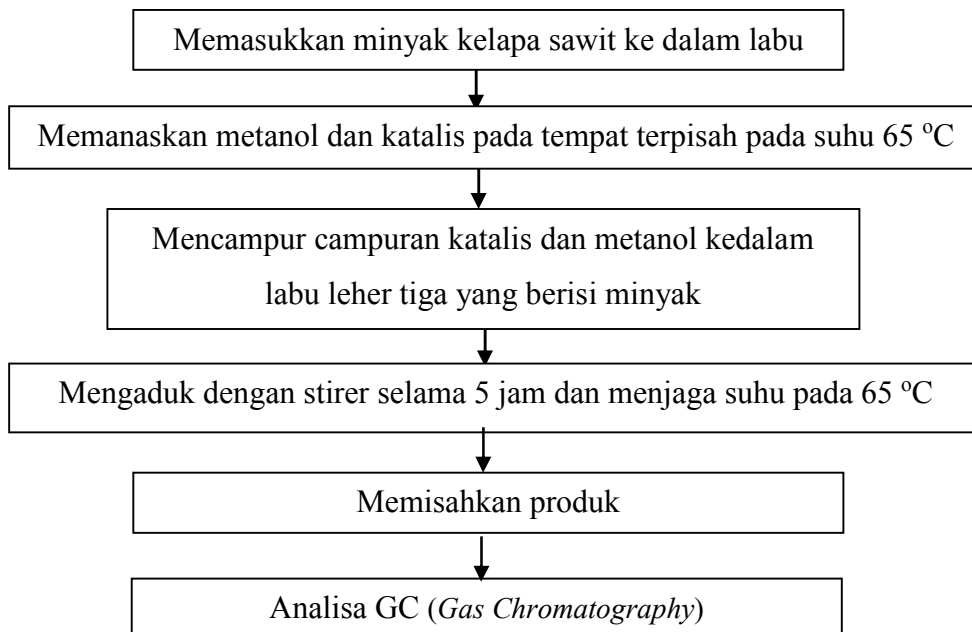 Memasukkan minyak kelapa sawit ke dalam labu
Memanaskan metanol dan katalis pada tempat terpisah pada suhu 65 ºC
Mencampur campuran katalis dan metanol kedalam
labu leher tiga yang berisi minyak
Mengaduk dengan stirer selama 5 jam dan menjaga suhu pada 65 ºC
Memisahkan produk
Analisa GC (Gas Chromatography)